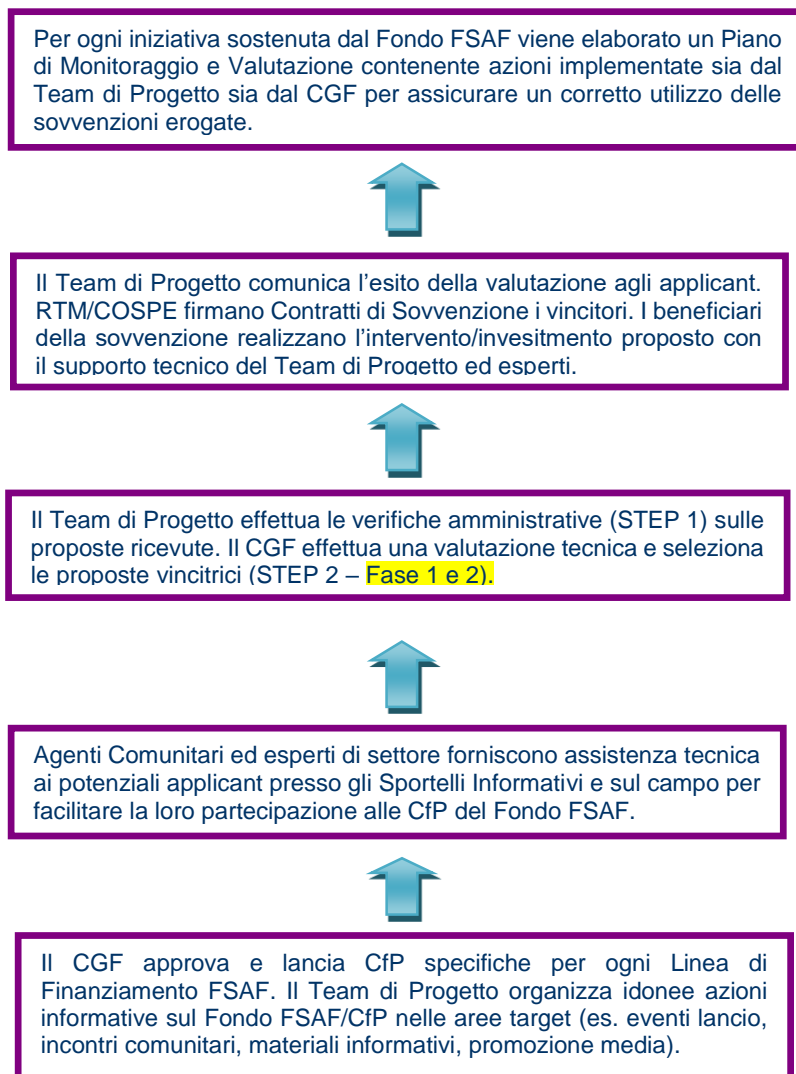 Per ogni iniziativa sostenuta dal Fondo FSAF viene elaborato un Piano
di Monitoraggio e Valutazione contenente azioni implementate sia dal
Team di Progetto sia dal CGF per assicurare un corretto utilizzo delle
sovvenzioni erogate.
Il Team di Progetto comunica l'esito della valutazione agli applicant.
RTM/COSPE firmano Contratti di Sovvenzione i vincitori. I beneficiari
della sovvenzione realizzano l'intervento/invesitmento proposto con
il supporto tecnico del Team di Progetto ed esperti.
Il Team di Progetto effettua le verifiche amministrative (STEP 1) sulle
proposte ricevute. Il CGF effettua una valutazione tecnica e seleziona
le proposte vincitrici (STEP 2 – Fase 1 e 2).
Agenti Comunitari ed esperti di settore forniscono assistenza tecnica
ai potenziali applicant presso gli Sportelli Informativi e sul campo per
facilitare la loro partecipazione alle CfP del Fondo FSAF.
Il CGF approva e lancia CfP specifiche per ogni Linea di
Finanziamento FSAF. Il Team di Progetto organizza idonee azioni
informative sul Fondo FSAF/CfP nelle aree target (es. eventi lancio,
incontri comunitari, materiali informativi, promozione media).